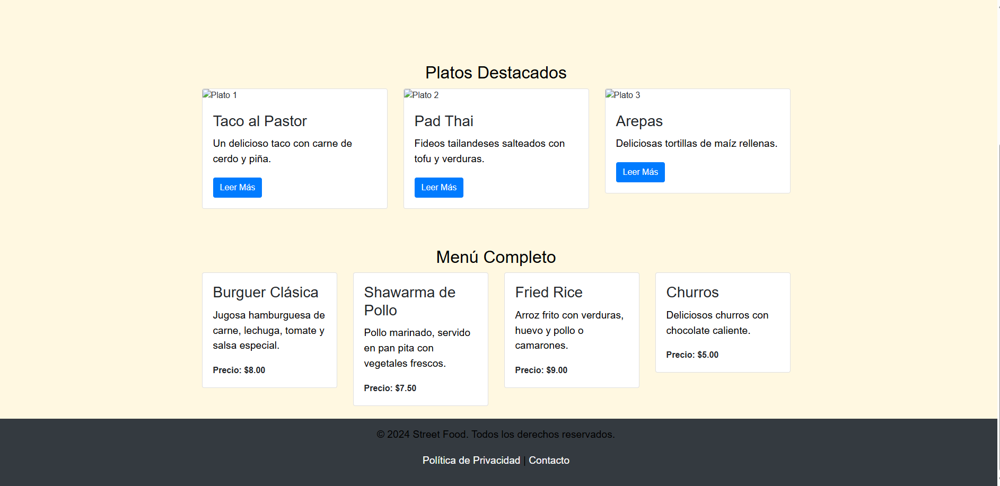 Platos Destacados
Plato 1
Taco al Pastor
Un delicioso taco con carne de
cerdo y piña.
Leer Más
Plato 2
Pad Thai
Fideos tailandeses salteados con
tofu y verduras.
Leer Más
Plato 3
Arepas
Deliciosas tortillas de maíz rellenas.
Leer Más
Menú Completo
Burguer Clásica
Jugosa hamburguesa de
carne, lechuga, tomate y
salsa especial.
Precio: $8.00
Shawarma de
Pollo
Pollo marinado, servido
en pan pita con
vegetales frescos.
Precio: $7.50
Fried Rice
Arroz frito con verduras,
huevo y pollo o
camarones.
Precio: $9.00
Churros
Deliciosos churros con
chocolate caliente.
Precio: $5.00
© 2024 Street Food. Todos los derechos reservados.
Política de Privacidad | Contacto